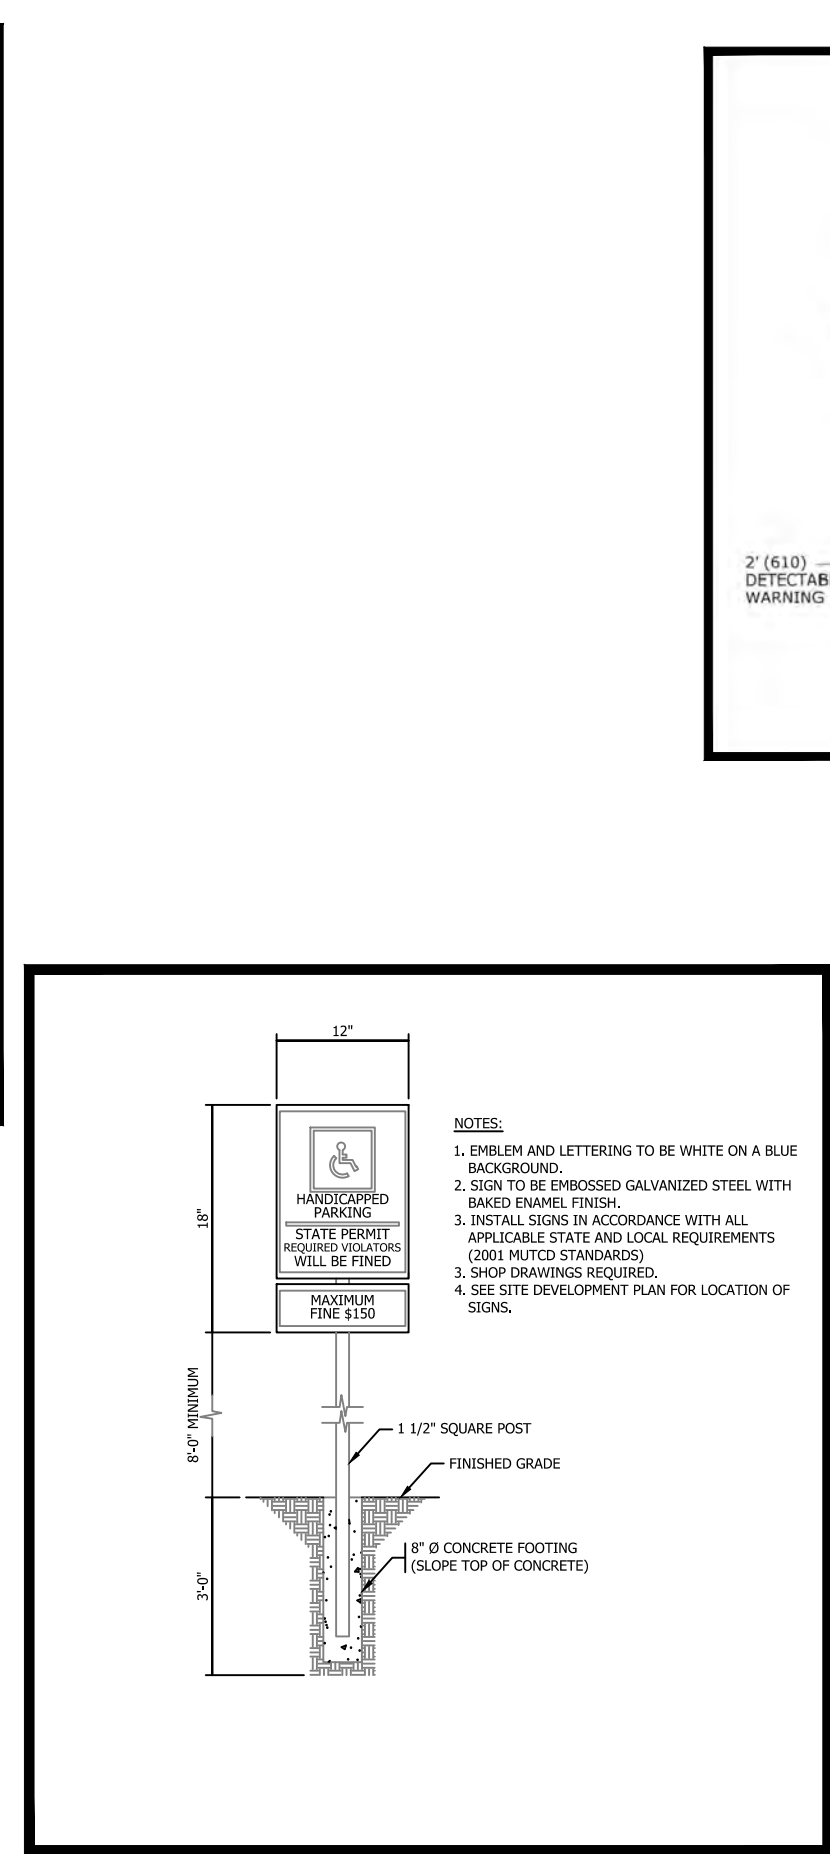 2' (610)
DETECTAB
WARNING
12"
18"
HANDICAPPED
PARKING
STATE PERMIT
REQUIRED VIOLATORS
WILL BE FINED
MAXIMUM
FINE $150
8'-0" MINIMUM
3'-0"
1 1/2" SQUARE POST
FINISHED GRADE
8" Ø CONCRETE FOOTING
(SLOPE TOP OF CONCRETE)
NOTES:
1. EMBLEM AND LETTERING TO BE WHITE ON A BLUE
BACKGROUND.
2. SIGN TO BE EMBOSSED GALVANIZED STEEL WITH
BAKED ENAMEL FINISH.
3. INSTALL SIGNS IN ACCORDANCE WITH ALL
APPLICABLE STATE AND LOCAL REQUIREMENTS
(2001 MUTCD STANDARDS)
3. SHOP DRAWINGS REQUIRED.
4. SEE SITE DEVELOPMENT PLAN FOR LOCATION OF
SIGNS.